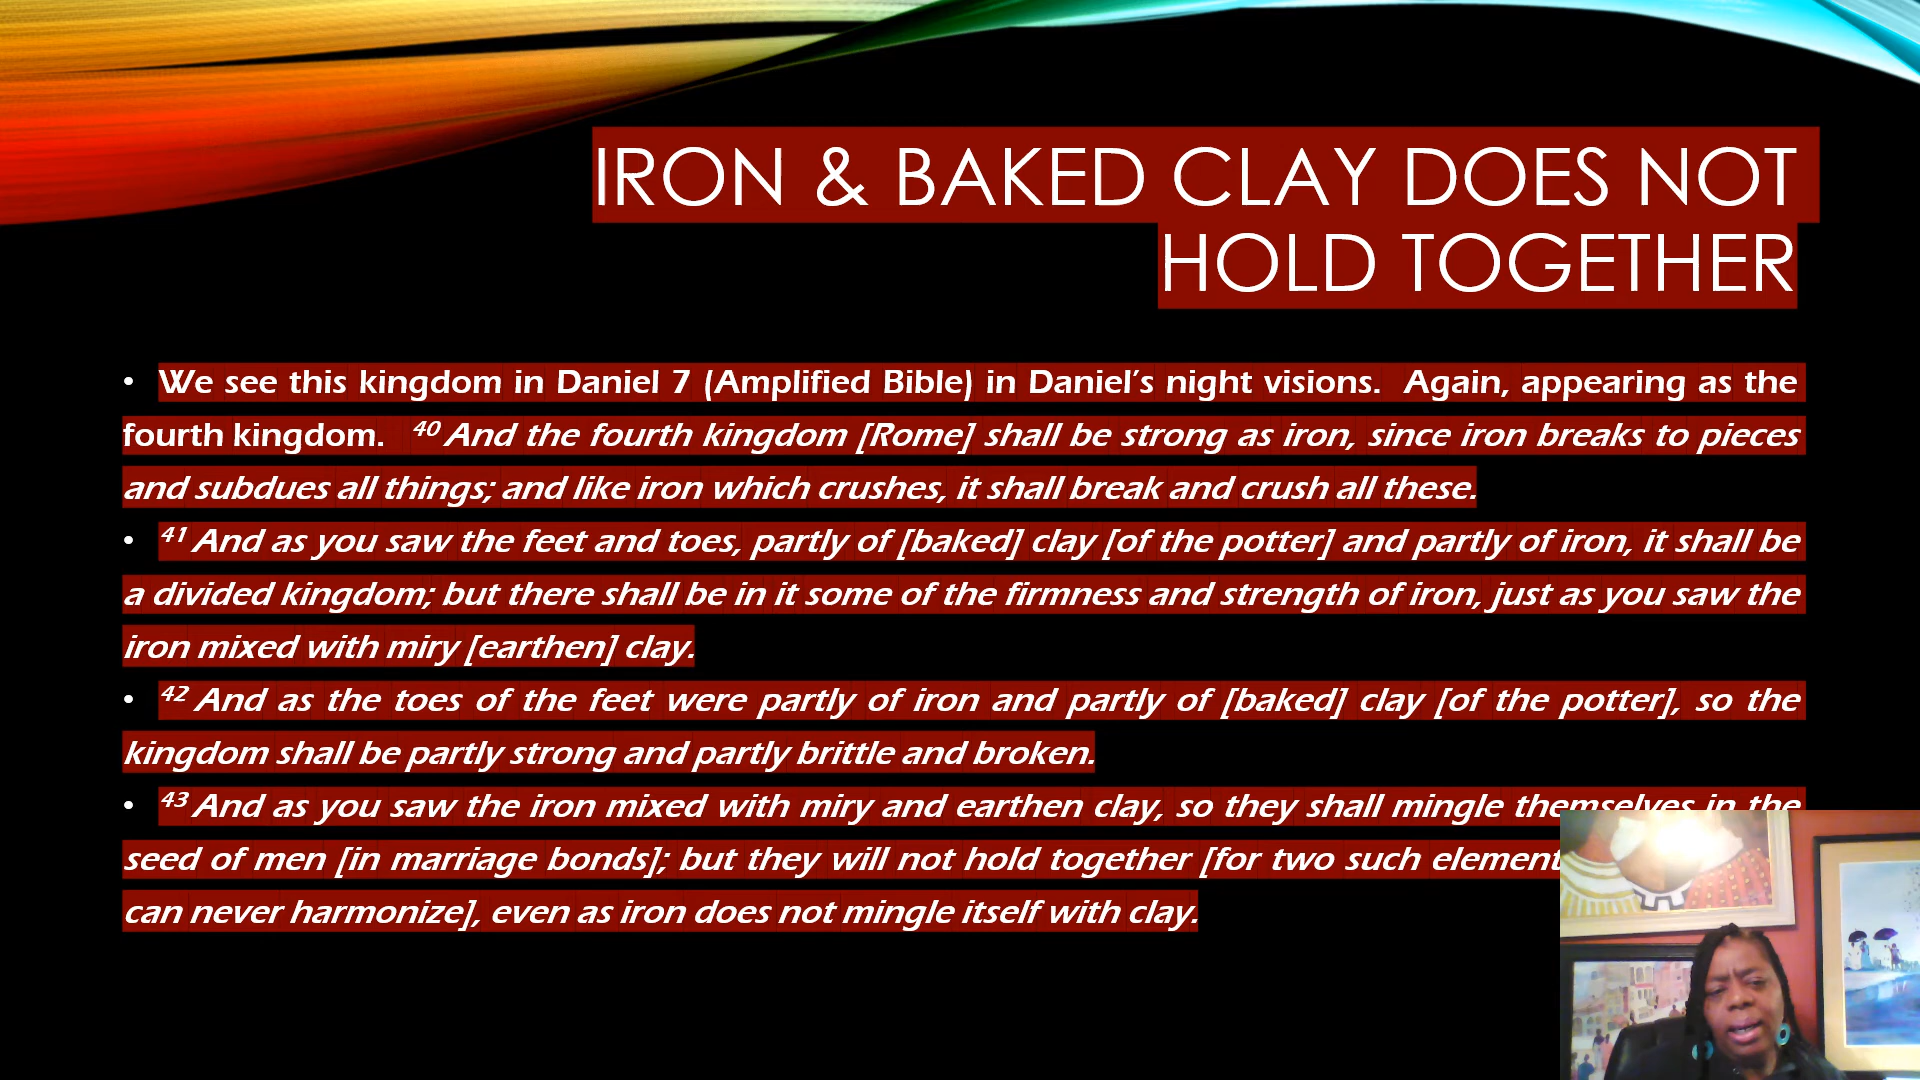 IRON & BAKED CLAY DOES NOT
HOLD TOGETHER
• We see this kingdom in Daniel 7 (Amplified Bible) in Daniel’s night visions. Again, appearing as the
fourth kingdom. 40 And the fourth kingdom [Rome] shall be strong as iron, since iron breaks to pieces
and subdues all things; and like iron which crushes, it shall break and crush all these.
• 41 And as you saw the feet and toes, partly of [baked] clay [of the potter] and partly of iron, it shall be
a divided kingdom; but there shall be in it some of the firmness and strength of iron, just as you saw the
iron mixed with miry [earthen] clay.
• 42 And as the toes of the feet were partly of iron and partly of [baked] clay [of the potter], so the
kingdom shall be partly strong and partly brittle and broken.
• 43 And as you saw the iron mixed with miry and earthen clay, so they shall mingle themselves in the
seed of men [in marriage bonds]; but they will not hold together [for two such element
can never harmonize], even as iron does not mingle itself with clay.